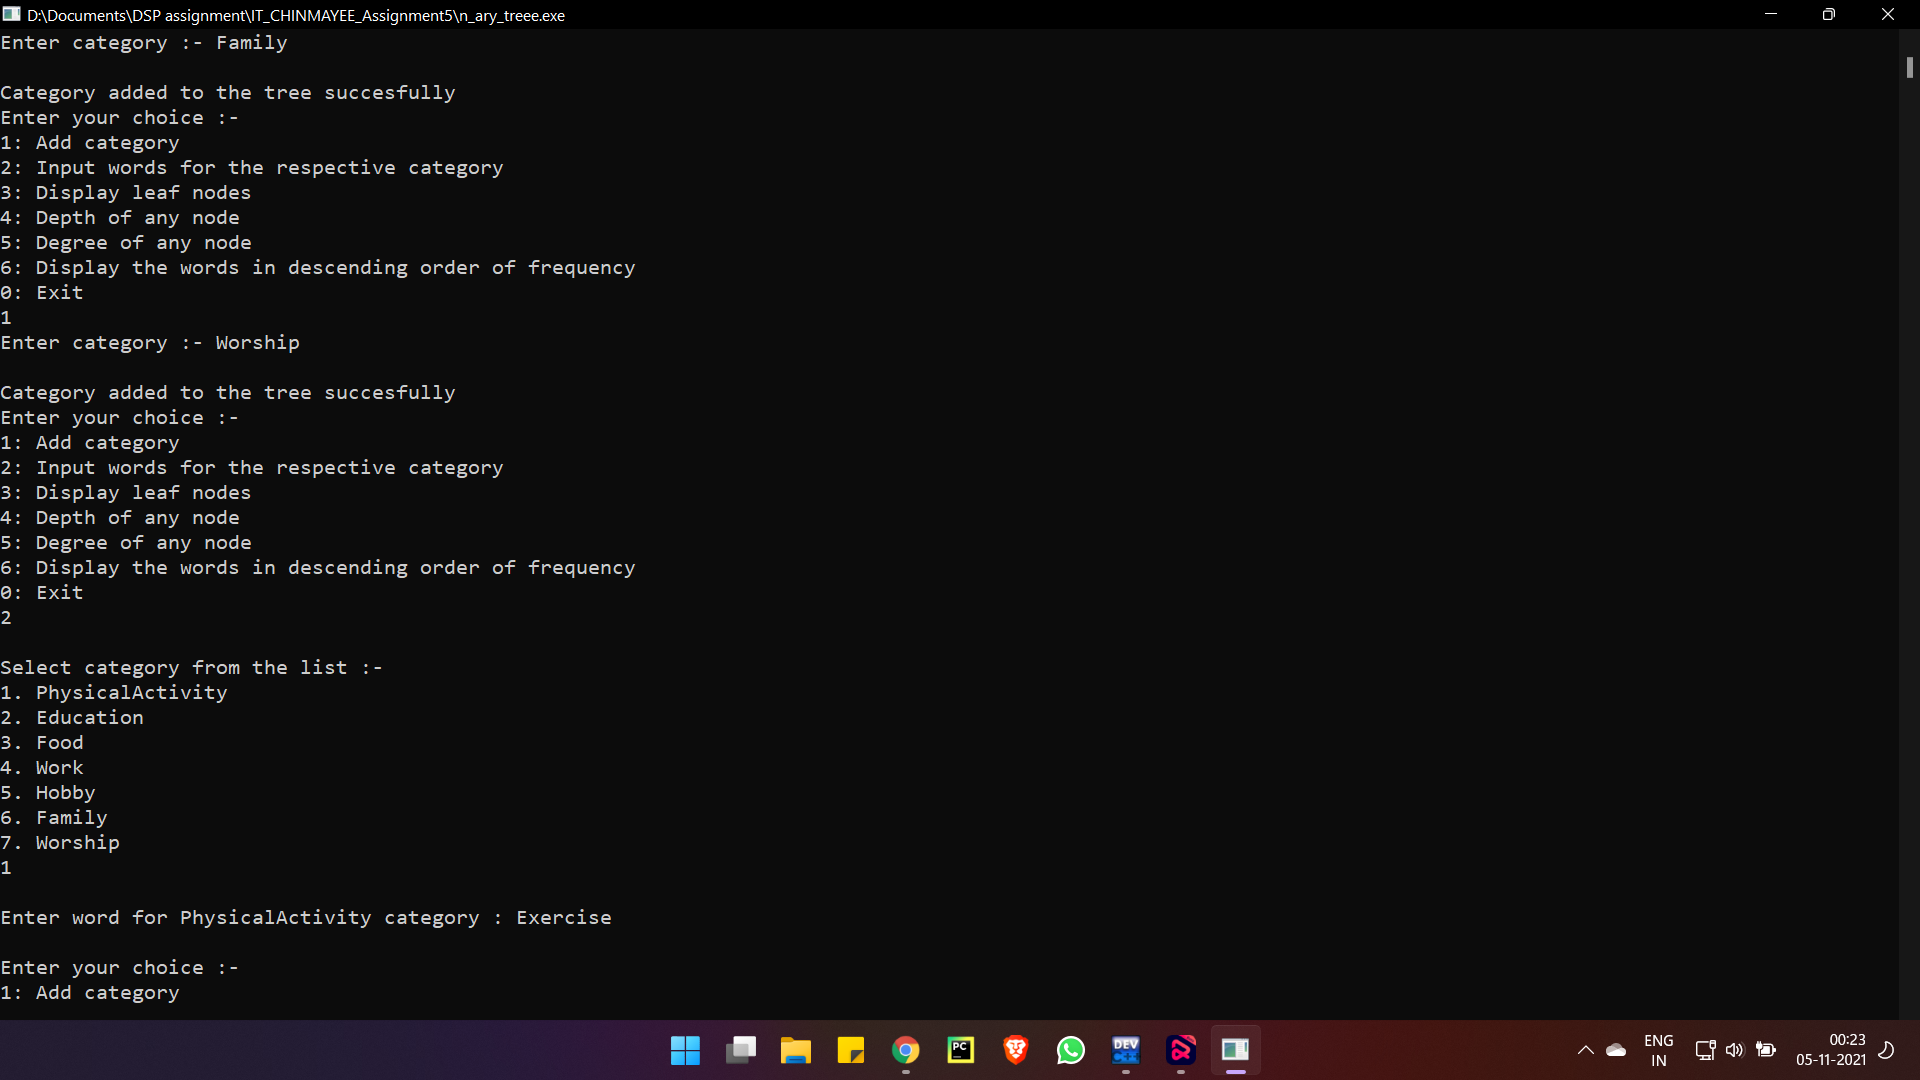 D:\Documents\DSP assignment\IT_CHINMAYEE_Assignment5\n_ary_treee.exe
Enter category :- Family
Category added to the tree succesfully
Enter your choice :-
1: Add category
2: Input words for the respective category
3: Display leaf nodes
4: Depth of any node
5: Degree of any node
6: Display the words in descending order of frequency
0: Exit
1
Enter category :- Worship
Category added to the tree succesfully
Enter your choice :-
1: Add category
2: Input words for the respective category
3: Display leaf nodes
4: Depth of any node
5: Degree of any node
6: Display the words in descending order of frequency
0: Exit
2
Select category from the list :-
1. PhysicalActivity
2. Education
3. Food
4. Work
5. Hobby
6. Family
7. Worship
1
Enter word for PhysicalActivity category : Exercise
Enter your choice :-
1: Add category
PC
DEV
C++
ENG
IN
00:23
05-11-2021